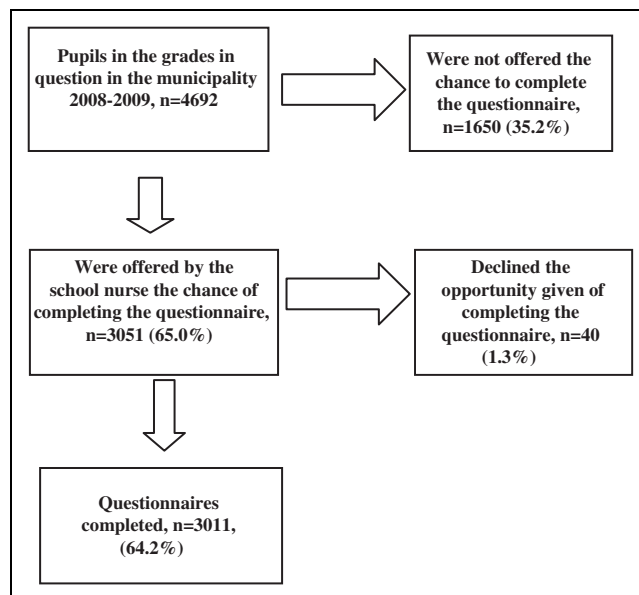 Pupils in the grades in
question in the municipality
2008-2009, n=4692
Were not offered the
chance to complete
the questionnaire,
n=1650 (35.2%)
Were offered by the
school nurse the chance of
completing the questionnaire,
n=3051 (65.0%)
Declined the
opportunity given of
completing the
questionnaire, n=40
(1.3%)
Questionnaires
completed, n=3011,
(64.2%)